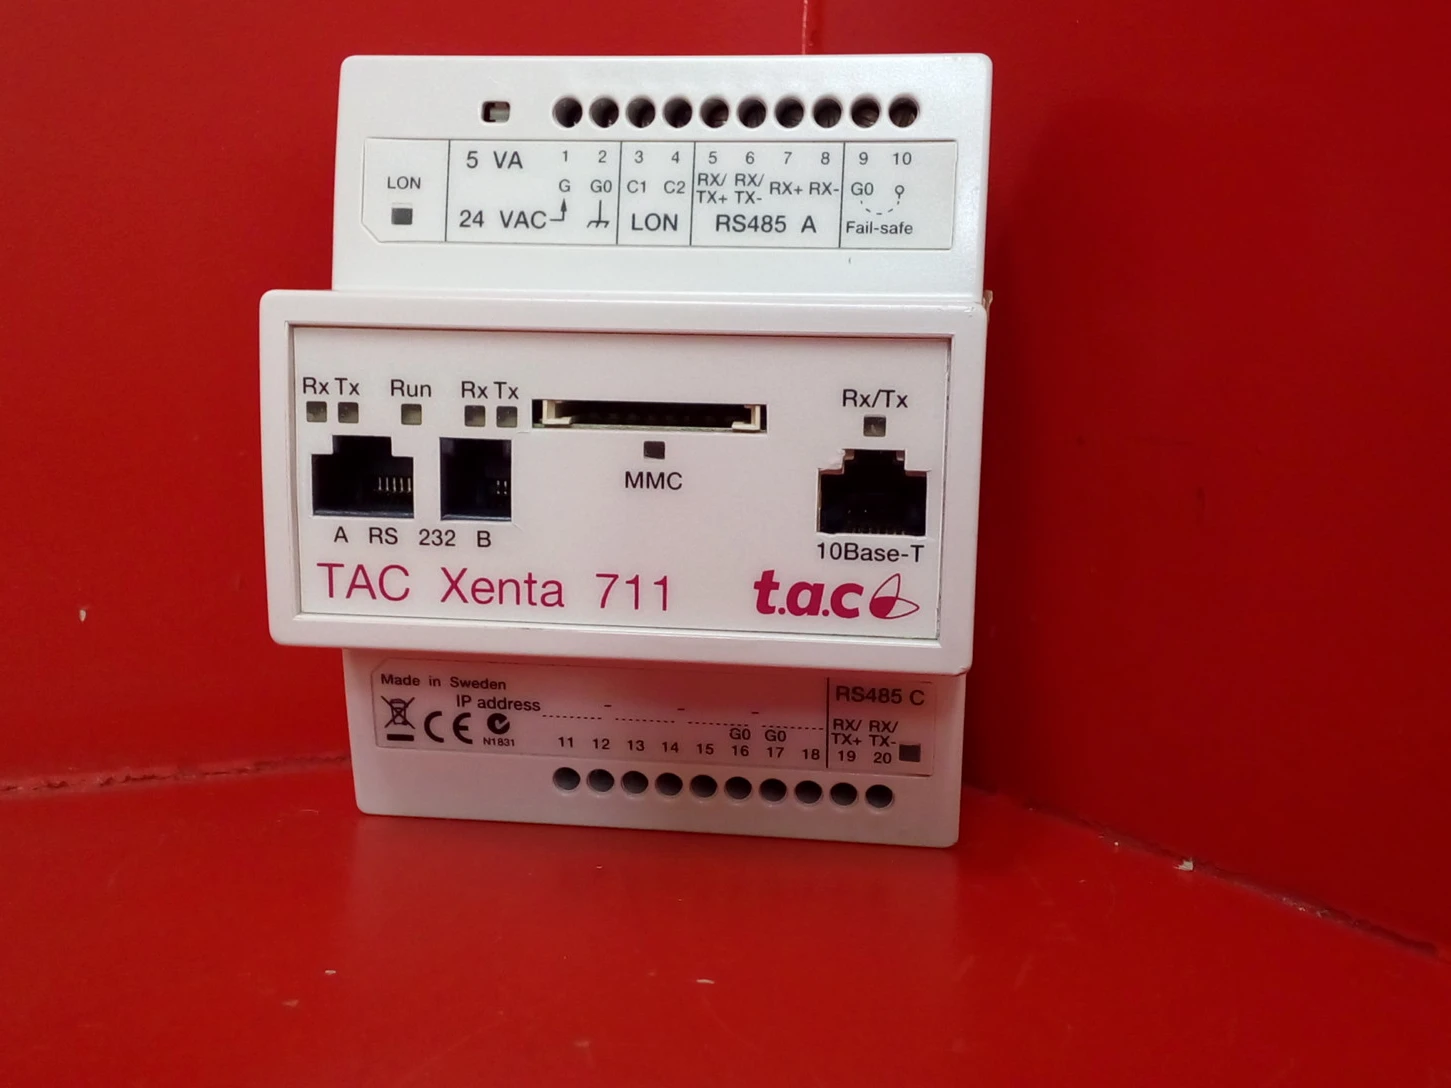 5 VA 1 2 3 4 5 6 7 8 9 10
LON
G G0 C1 C2 RX/ RX/ RX+ RX- G0
TX+ TX-
24 VAC LON RS485 A Fail-safe
Rx Tx Run Rx Tx Rx/Tx
MMC
A RS 232 B 10Base-T
TAC Xenta 711 t.a.c
Made in Sweden RS485 C
IP address - - -
CE N1831 G0 G0 RX/ RX/
TX+ TX-
11 12 13 14 15 16 17 18 19 20